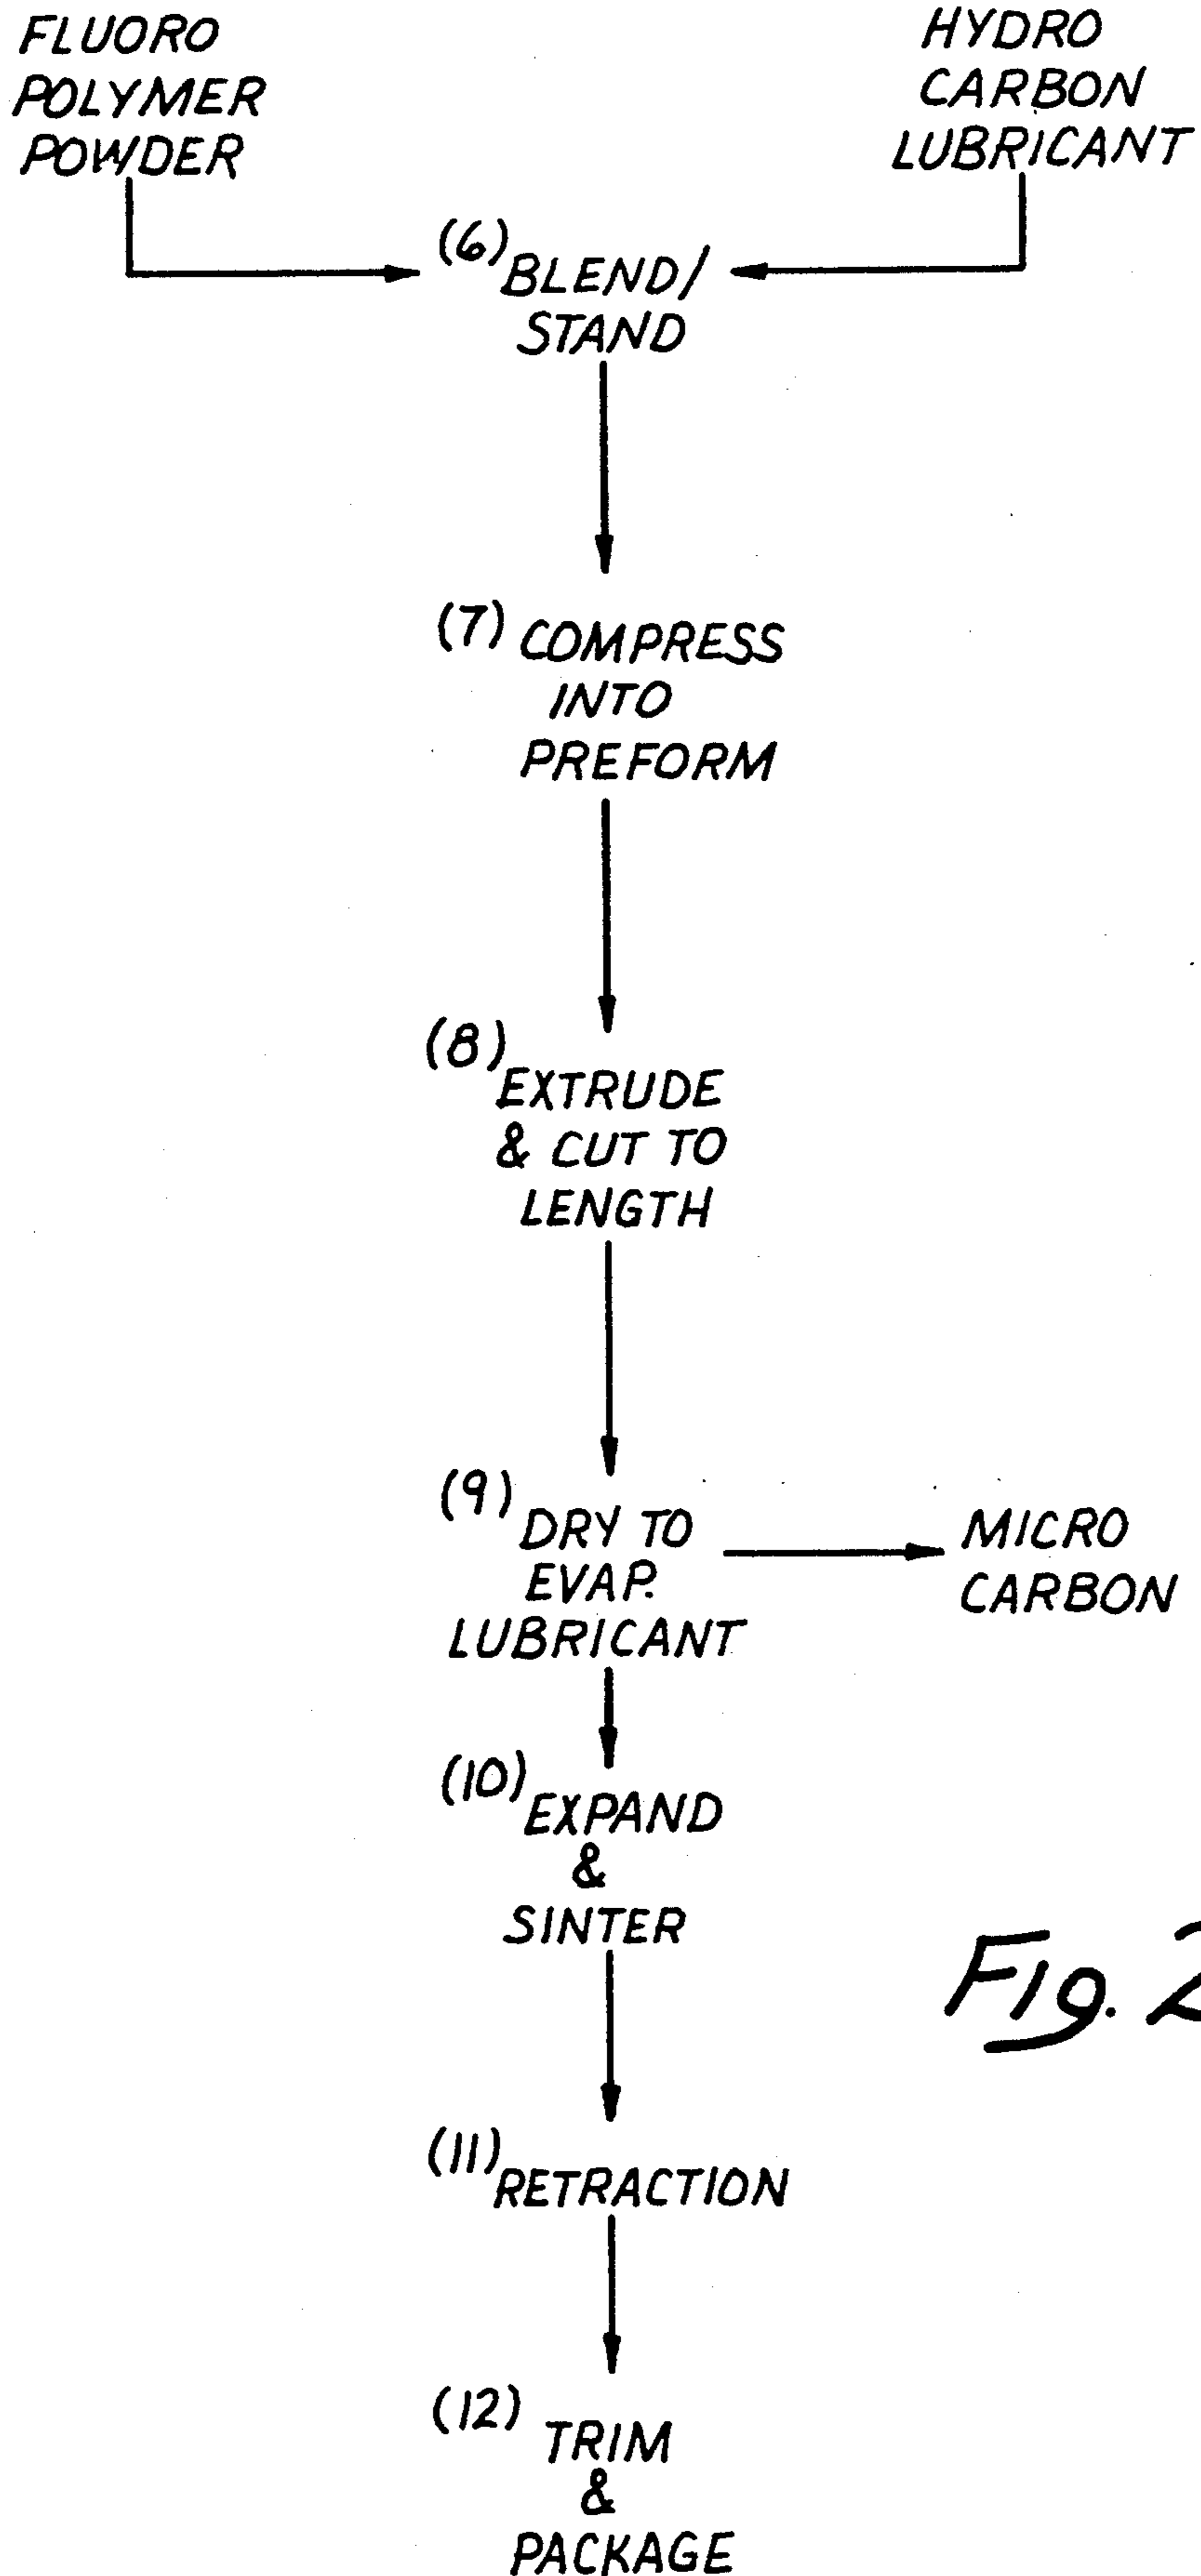 FLUORO
POLYMER
POWDER
HYDRO
CARBON
LUBRICANT
(6) BLEND/
STAND
(7) COMPRESS
INTO
PREFORM
(8) EXTRUDE
& CUT TO
LENGTH
(9) DRY TO
EVAP.
LUBRICANT
MICRO
CARBON
(10) EXPAND
&
SINTER
Fig. 2
(11) RETRACTION
(12) TRIM
&
PACKAGE